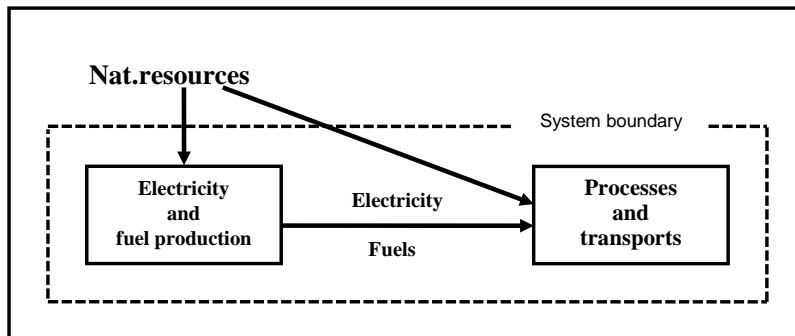 Nat.resources
System boundary
Electricity
and
fuel production
Electricity
Fuels
Processes
and
transports